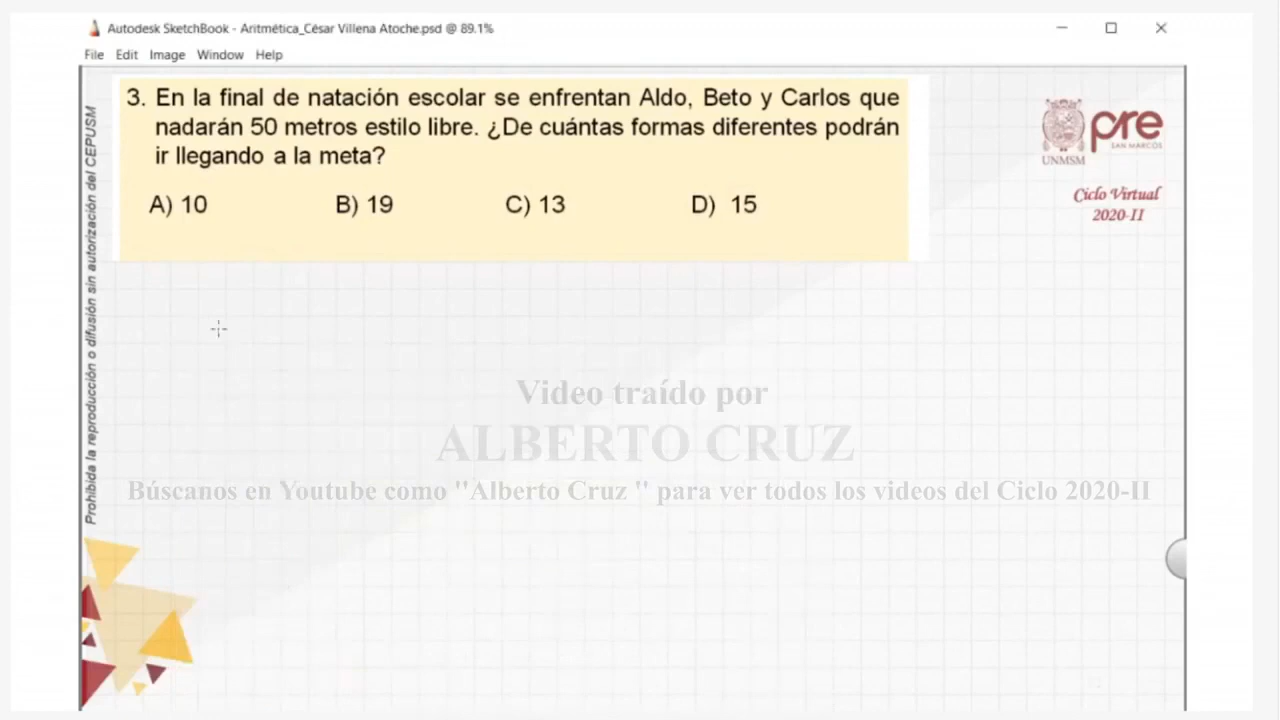 Autodesk SketchBook - Aritmética_César Villena Atoche.psd @ 89.1%
File Edit Image Window Help
3. En la final de natación escolar se enfrentan Aldo, Beto y Carlos que
nadarán 50 metros estilo libre. ¿De cuántas formas diferentes podrán
ir llegando a la meta?
A) 10 B) 19 C) 13 D) 15
UNMSM
pre
SAN MARCOS
Ciclo Virtual
2020-II
Prohibida la reproducción o difusión sin autorización del CEPUSM
Video traído por
ALBERTO CRUZ
Búscanos en Youtube como "Alberto Cruz " para ver todos los videos del Ciclo 2020-II